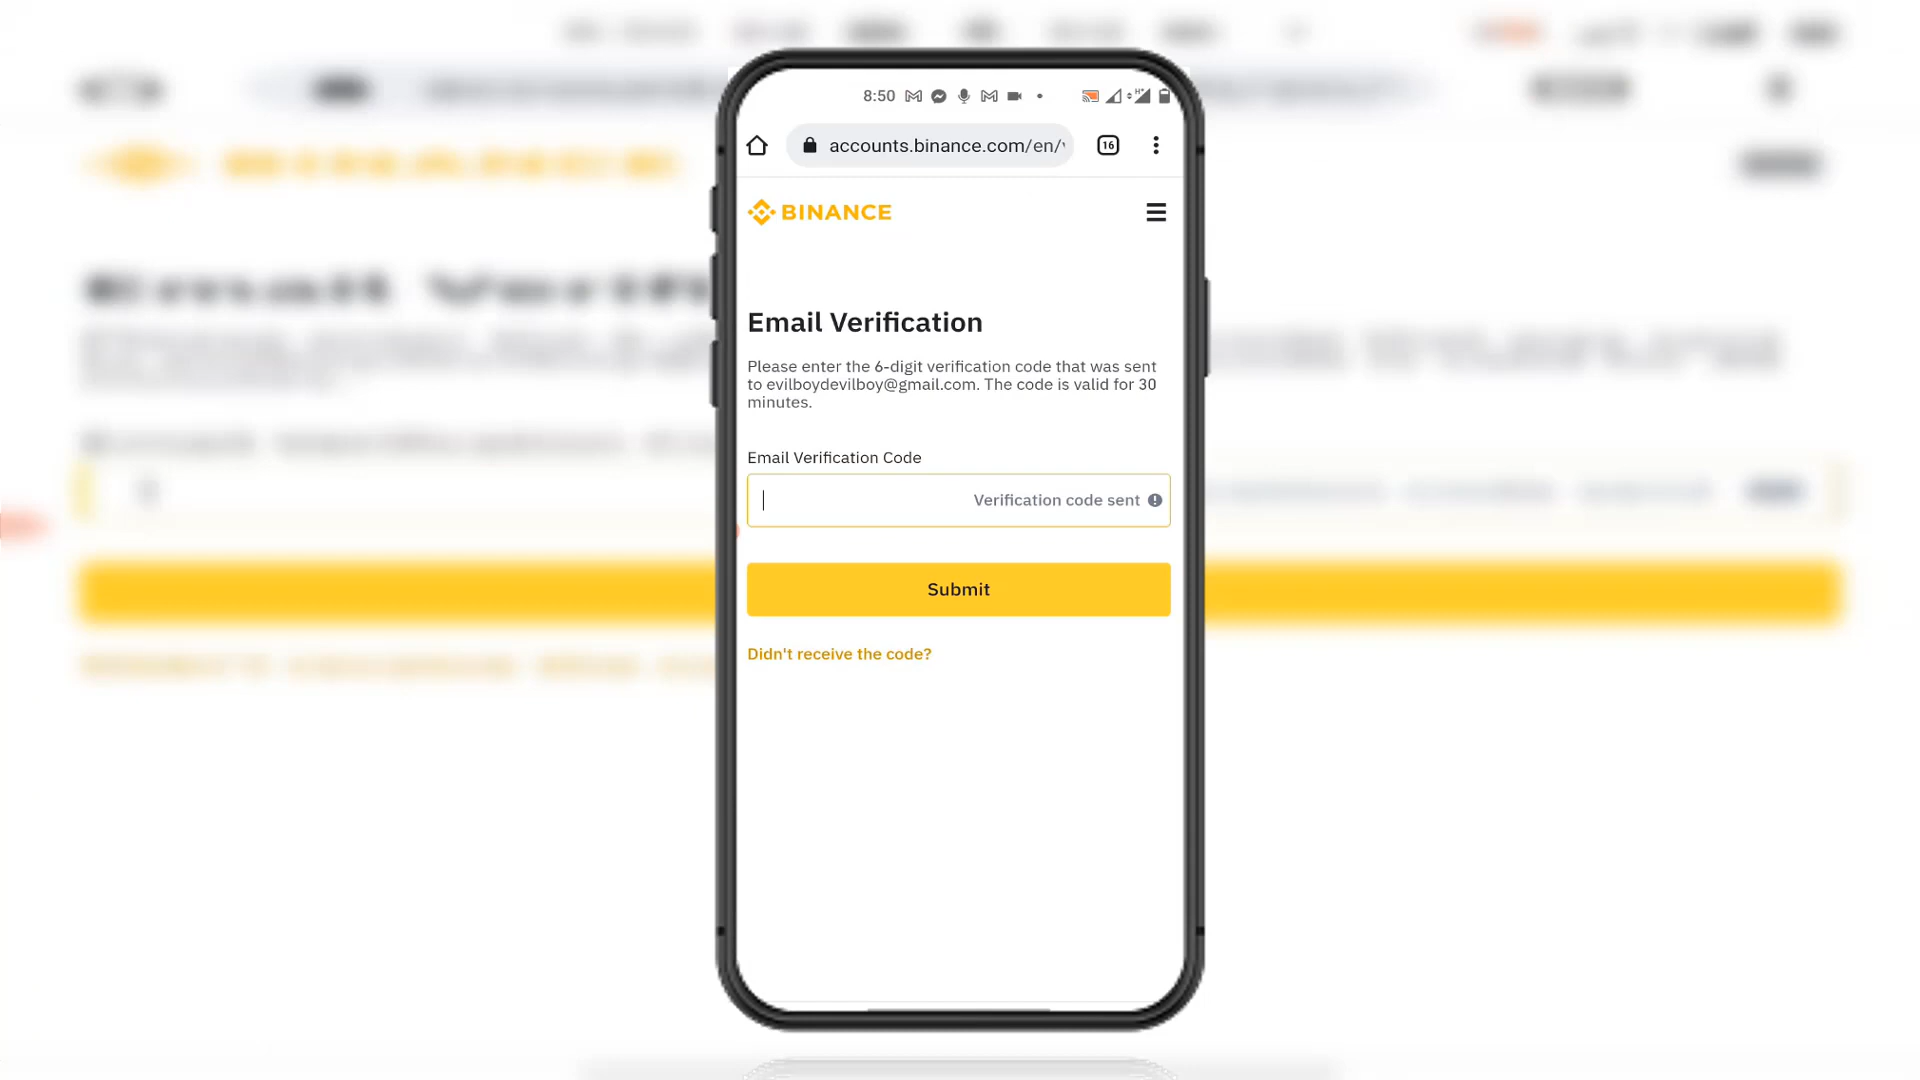 8:50
16
accounts.binance.com/en/
BINANCE
Email Verification
Please enter the 6-digit verification code that was sent
to evilboydevilboy@gmail.com. The code is valid for 30
minutes.
Email Verification Code
Verification code sent
Submit
Didn't receive the code?